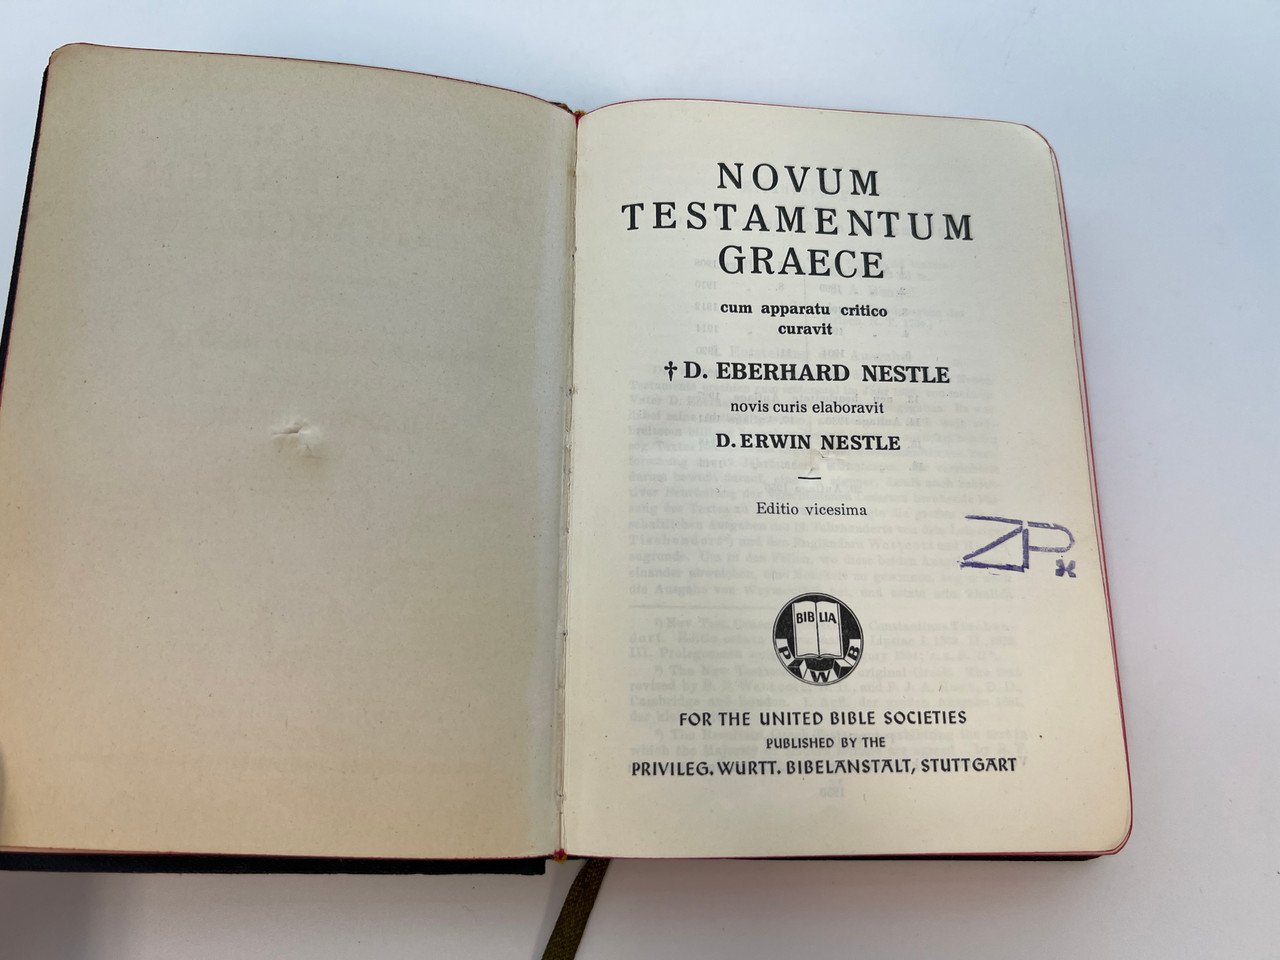 NOVUM
TESTAMENTUM
GRAECE
cum apparatu critico
curavit
† D. EBERHARD NESTLE
novis curis elaboravit
D. ERWIN NESTLE
Editio vicesima
ZP
BIBLIA
P W B
FOR THE UNITED BIBLE SOCIETIES
PUBLISHED BY THE
PRIVILEG. WURTT. BIBELANSTALT, STUTTGART